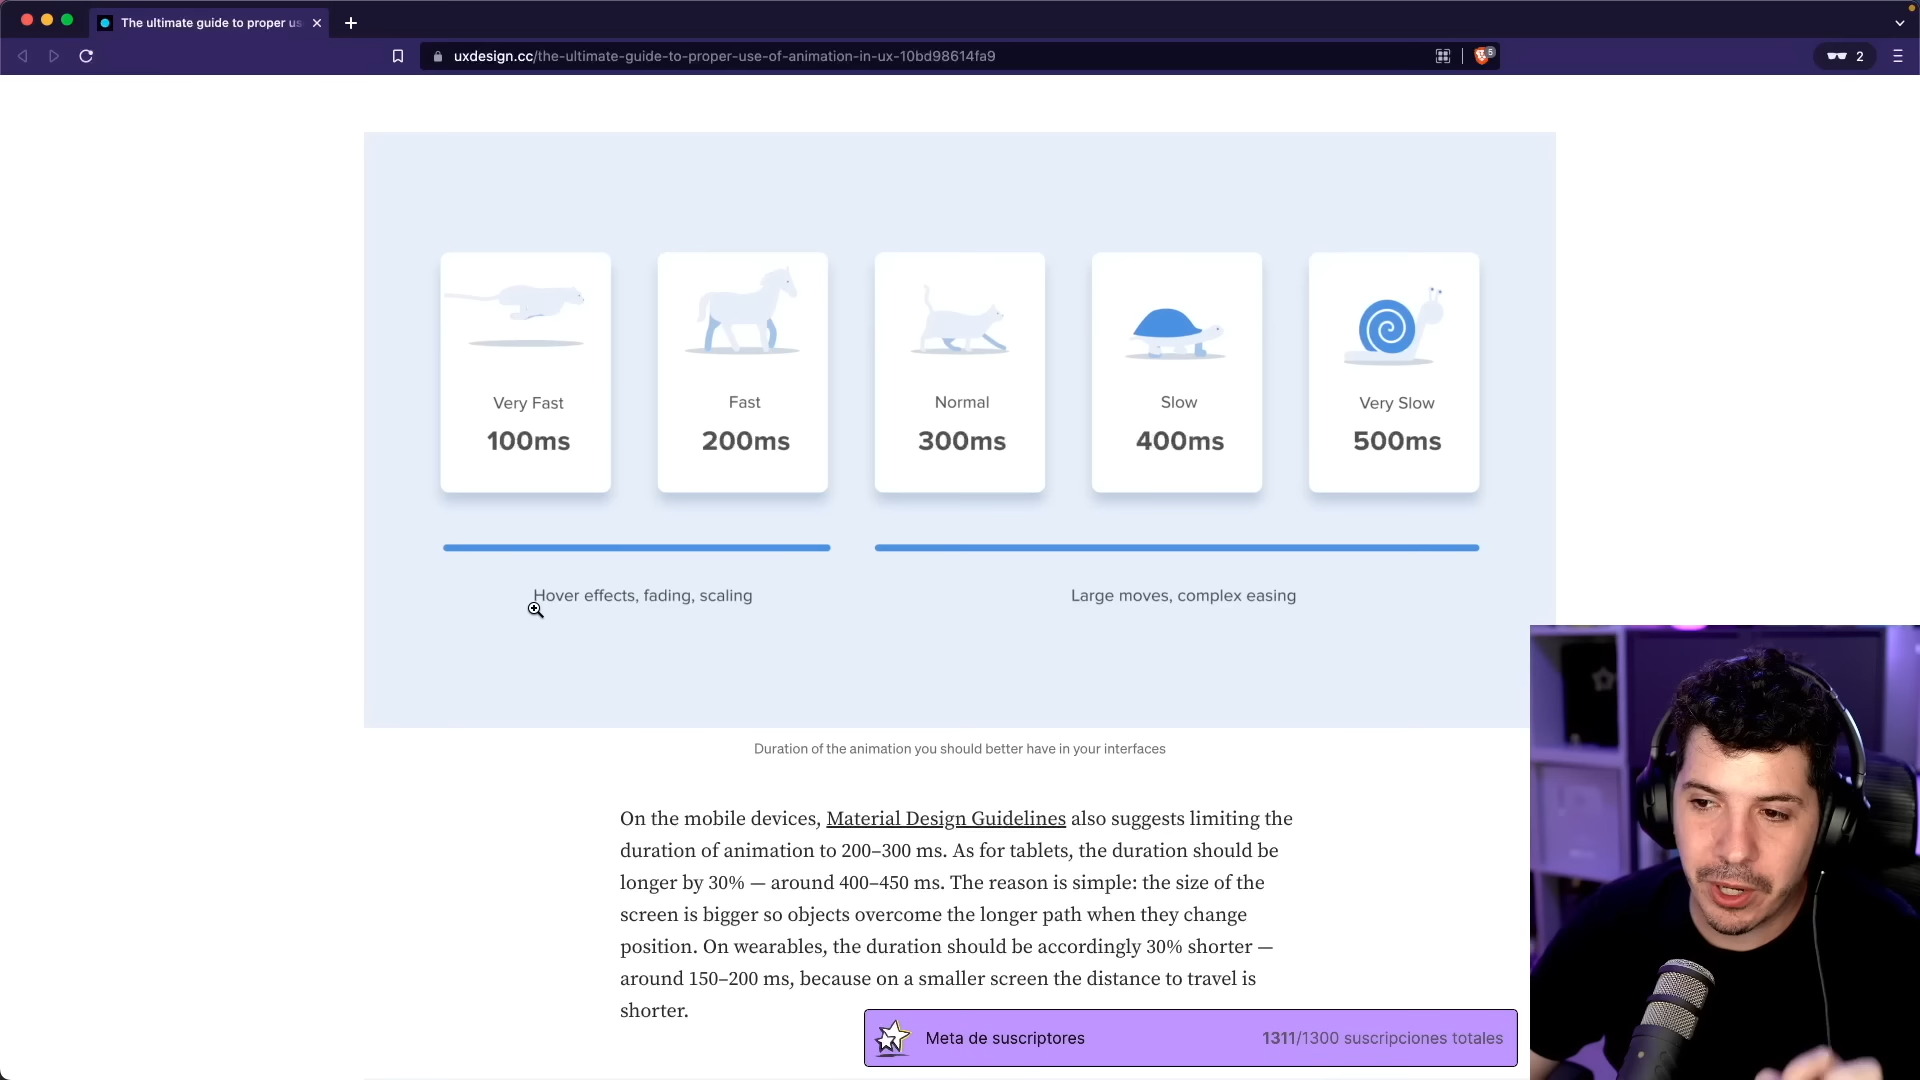 The ultimate guide to proper us
uxdesign.cc/the-ultimate-guide-to-proper-use-of-animation-in-ux-10bd98614fa9
5
2
Very Fast
100ms
Fast
200ms
Normal
300ms
Slow
400ms
Very Slow
500ms
Hover effects, fading, scaling
Large moves, complex easing
Duration of the animation you should better have in your interfaces
On the mobile devices, Material Design Guidelines also suggests limiting the
duration of animation to 200–300 ms. As for tablets, the duration should be
longer by 30% — around 400–450 ms. The reason is simple: the size of the
screen is bigger so objects overcome the longer path when they change
position. On wearables, the duration should be accordingly 30% shorter —
around 150–200 ms, because on a smaller screen the distance to travel is
shorter.
Meta de suscriptores
1311/1300 suscripciones totales